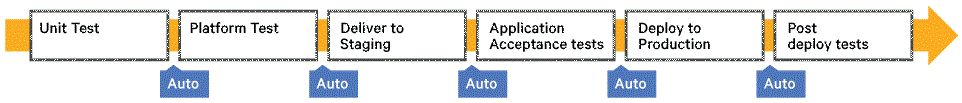 Unit Test
Platform Test
Deliver to
Staging
Application
Acceptance tests
Deploy to
Production
Post
deploy tests
Auto
Auto
Auto
Auto
Auto